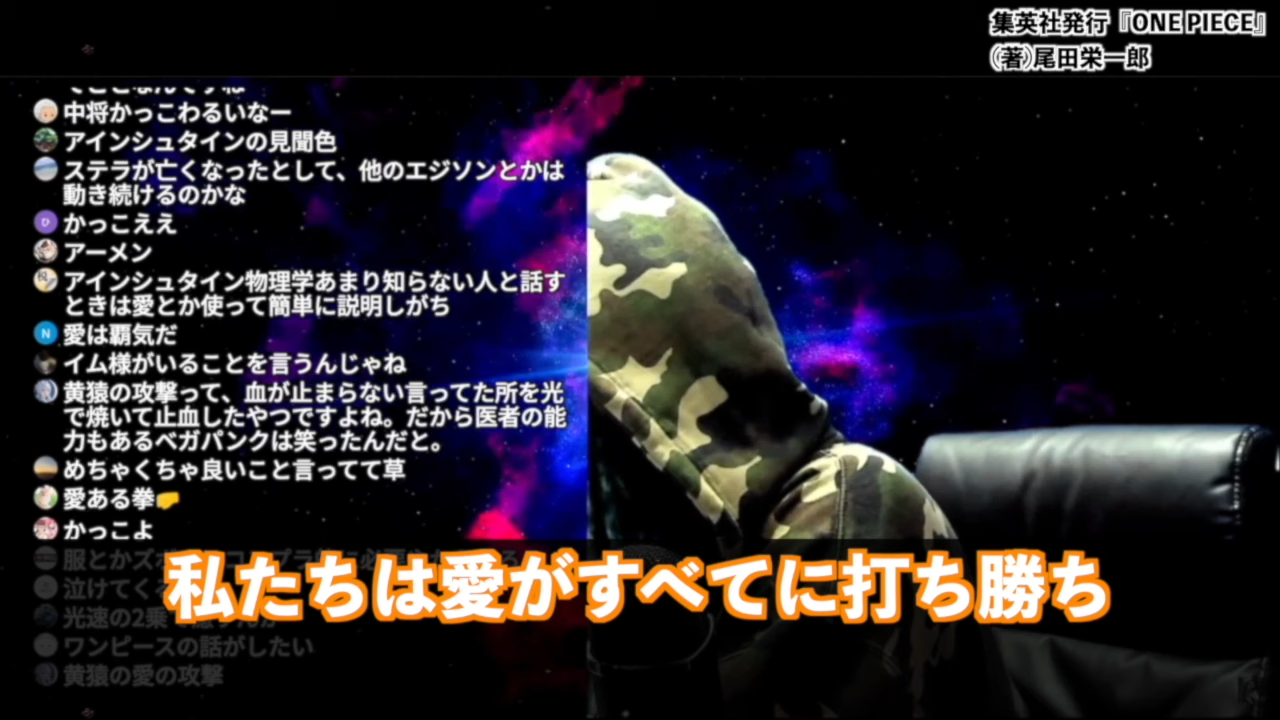 集英社発行『ONE PIECE』
(著)尾田栄一郎
中将かっこわるいなー
アインシュタインの見聞色
ステラが亡くなったとして、他のエジソンとかは
動き続けるのかな
かっこええ
アーメン
アインシュタイン物理学あまり知らない人と話す
ときは愛とか使って簡単に説明しがち
愛は覇気だ
イム様がいることを言うんじゃね
黄猿の攻撃って、血が止まらない言ってた所を光
で焼いて止血したやつですよね。だから医者の能
力もあるベガパンクは笑ったんだと。
めちゃくちゃ良いこと言ってて草
愛ある拳
かっこよ
服とかズボ
泣けてく
私たちは愛がすべてに打ち勝ち
光速の2乗
ワンピースの話がしたい
黄猿の愛の攻撃